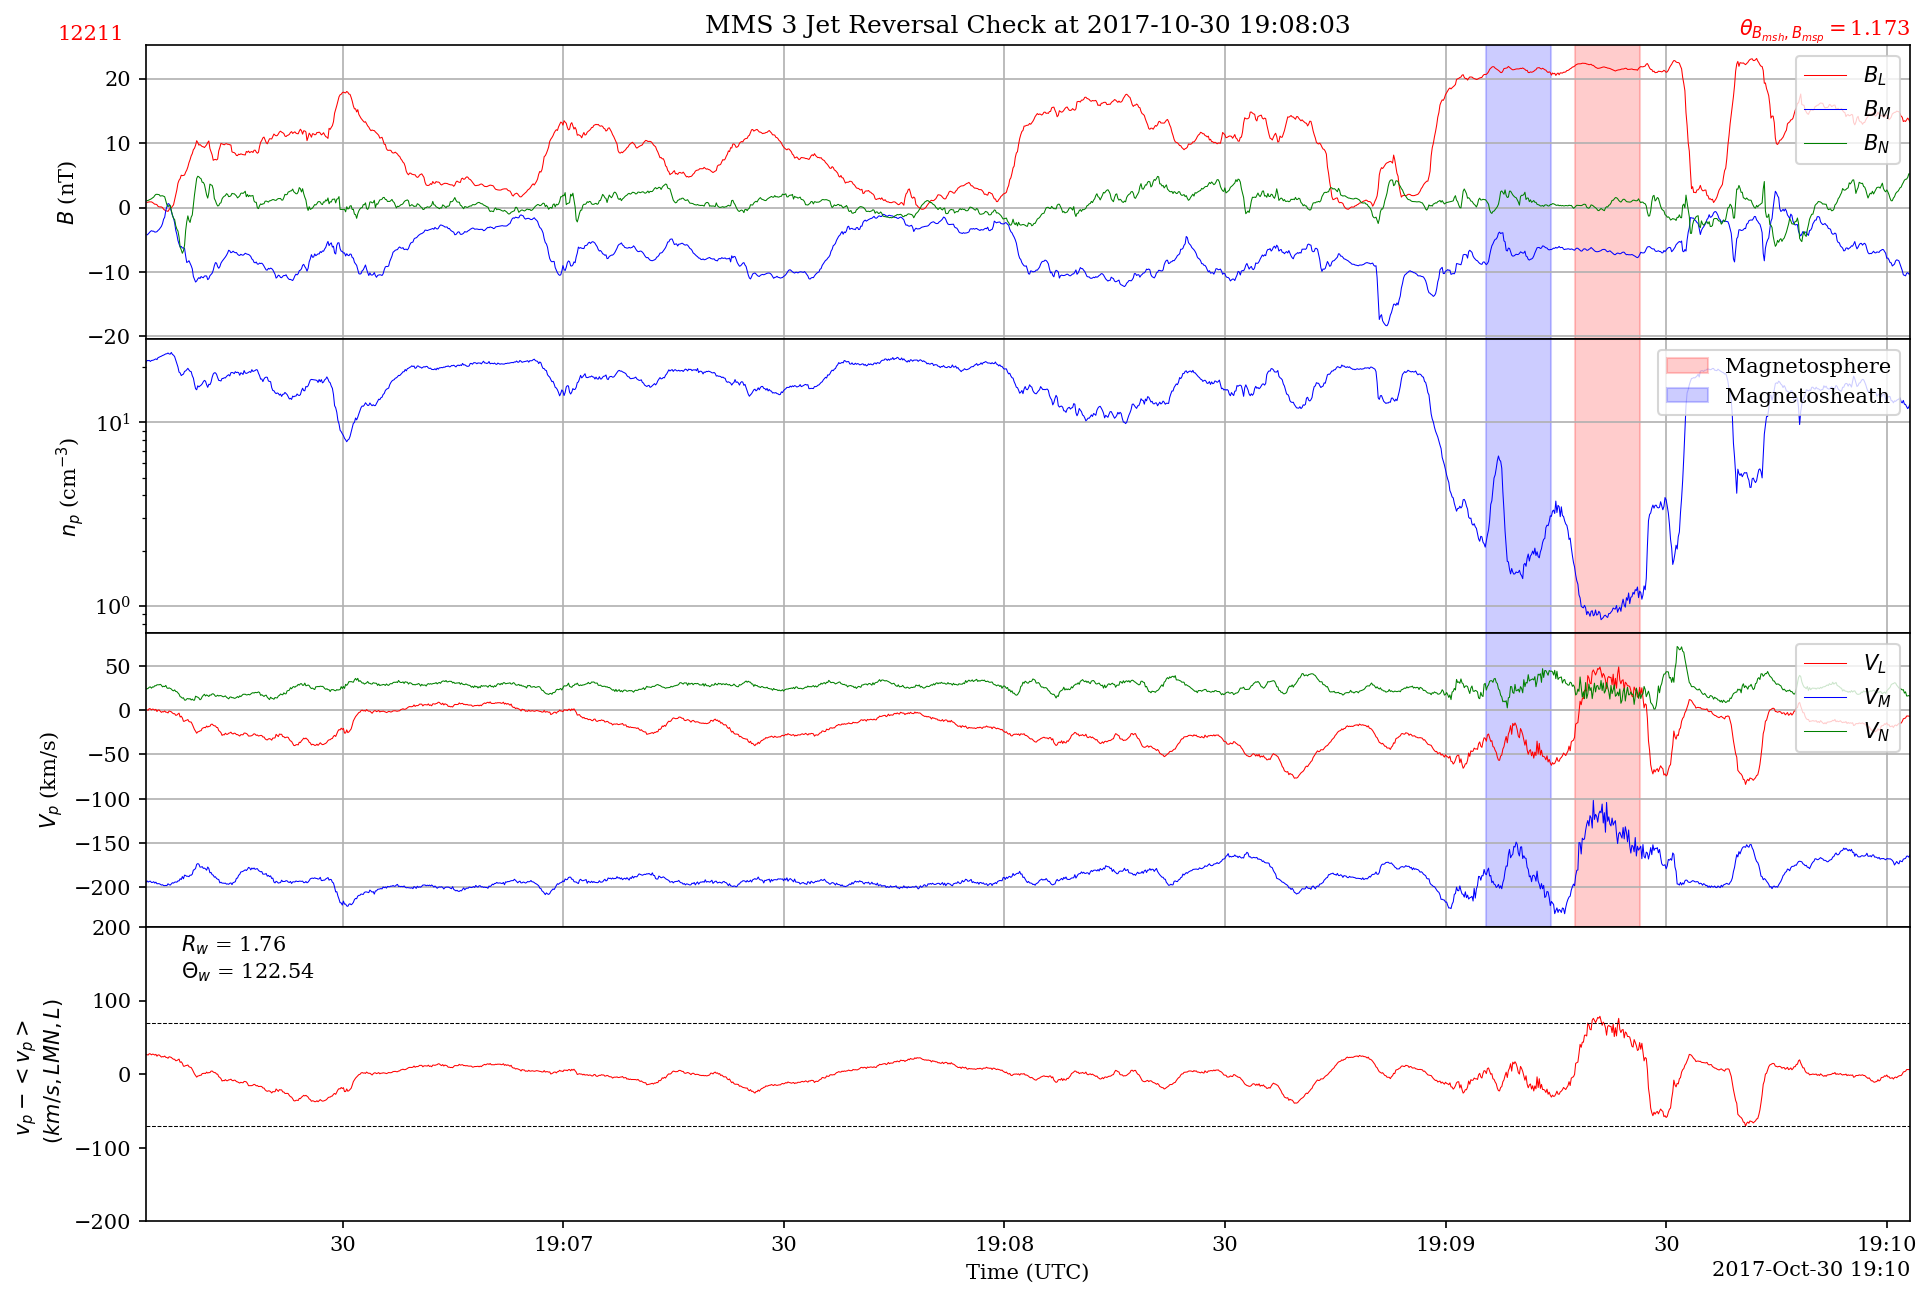 MMS 3 Jet Reversal Check at 2017-10-30 19:08:03
12211
θ_{B_{msh}, B_{msp}} = 1.173
20
10
0
−10
−20
B (nT)
B_L
B_M
B_N
10^1
10^0
n_p (cm^{−3})
Magnetosphere
Magnetosheath
50
0
−50
−100
−150
−200
V_p (km/s)
V_L
V_M
V_N
200
100
0
−100
−200
v_p − < v_p >
(km/s, LMN, L)
R_w = 1.76
Θ_w = 122.54
30
19:07
30
19:08
30
19:09
30
19:10
Time (UTC)
2017-Oct-30 19:10